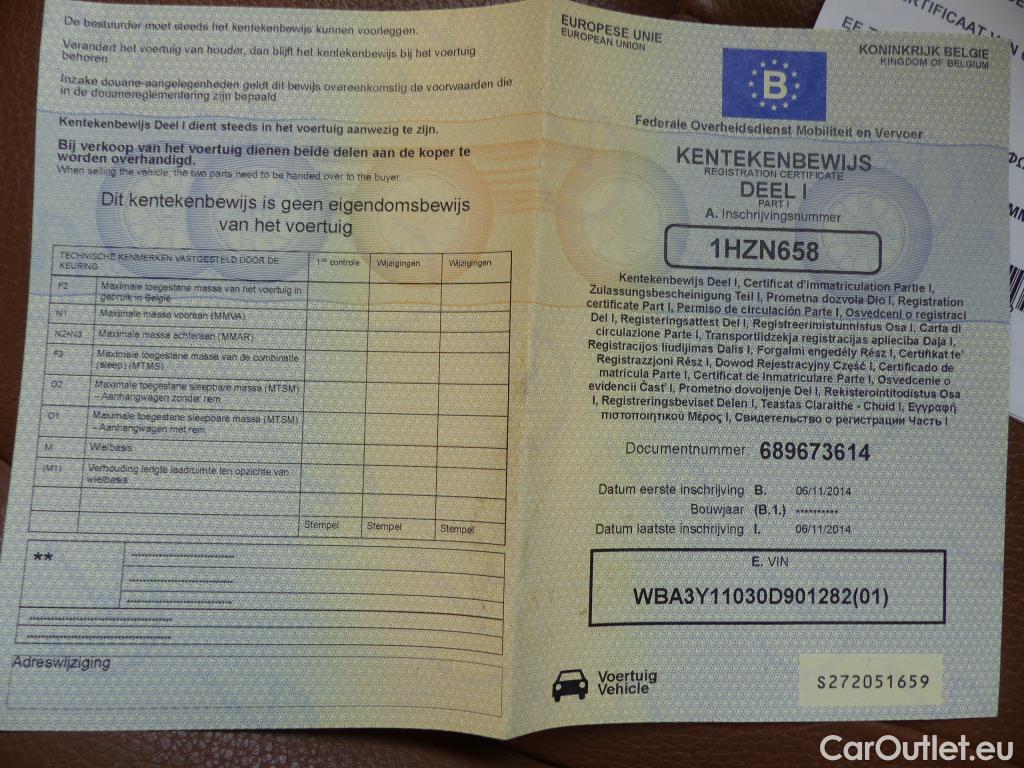 De bestuurder moet steeds het kentekenbewijs kunnen voorleggen.
Verandert het voertuig van houder, dan blijft het kentekenbewijs bij het voertuig
behoren.
Inzake douane-aangelegenheden geldt dit bewijs overeenkomstig de voorwaarden die
in de douanereglementering zijn bepaald.
Kentekenbewijs Deel I dient steeds in het voertuig aanwezig te zijn.
Bij verkoop van het voertuig dienen beide delen aan de koper te
worden overhandigd.
When selling the vehicle, the two parts need to be handed over to the buyer.
Dit kentekenbewijs is geen eigendomsbewijs
van het voertuig
TECHNISCHE KENMERKEN VASTGESTELD DOOR DE
KEURING
1ste controle
Wijzigingen
Wijzigingen
F2 Maximale toegestane massa van het voertuig in
gebruik in België
N1 Maximale massa vooraan (MMVA)
N2+N3 Maximale massa achteraan (MMAR)
F3 Maximale toegestane massa van de combinatie
(sleep) (MTMS)
O2 Maximale toegestane sleepbare massa (MTSM)
– Aanhangwagen zonder rem
O1 Maximale toegestane sleepbare massa (MTSM)
– Aanhangwagen met rem
M Wielbasis
(M1) Verhouding lengte laadruimte ten opzichte van
wielbasis
Stempel Stempel Stempel
**
Adreswijziging
EUROPESE UNIE
EUROPEAN UNION
KONINKRIJK BELGIE
KINGDOM OF BELGIUM
B
Federale Overheidsdienst Mobiliteit en Vervoer
KENTEKENBEWIJS
REGISTRATION CERTIFICATE
DEEL I
PART I
A. Inschrijvingsnummer
1HZN658
Kentekenbewijs Deel I, Certificat d'immatriculation Partie I,
Zulassungsbescheinigung Teil I, Prometna dozvola Dio I, Registration
certificate Part I, Permiso de circulación Parte I, Osvedceni o registraci
Del I, Registeringsattest Del I, Registreerimistunnistus Osa I, Carta di
circulazione Parte I, Transportlidzekja registracijas aplieciba Daļa I,
Registracijos liudijimas Dalis I, Forgalmi engedély Rész I, Certifikat te'
Registrazzjoni Rész I, Dowod Rejestracyjny Część I, Certificado de
matricula Parte I, Certificat de Inmatriculare Parte I, Osvedcenie o
evidencii Čast' I, Prometno dovoljenje Del I, Rekisterointitodistus Osa
I, Registreringsbeviset Delen I, Teastas Claraithe - Chuid I, Εγγραφή
πιστοποιητικού Μέρος I, Свидетельство о регистрации Часть I
Documentnummer: 689673614
Datum eerste inschrijving B. 06/11/2014
Bouwjaar (B.1.) **********
Datum laatste inschrijving I. 06/11/2014
E. VIN
WBA3Y11030D901282(01)
Voertuig
Vehicle
S272051659
CarOutlet.eu